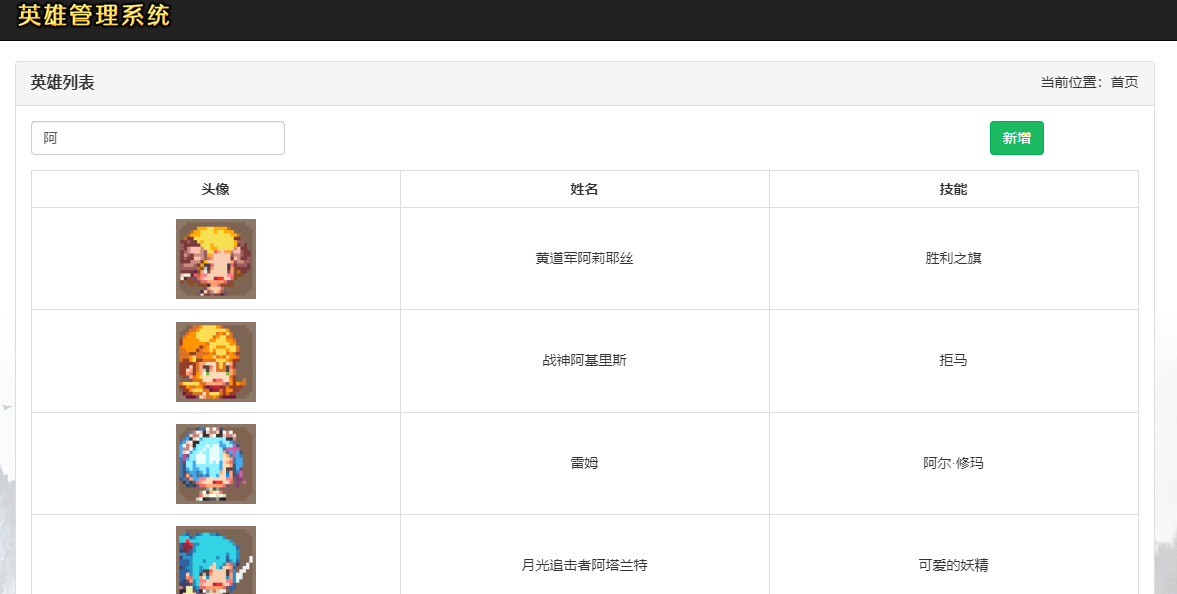 英雄管理系统
英雄列表 当前位置：首页
阿 新增
头像 姓名 技能
黄道军阿莉耶丝 胜利之旗
战神阿基里斯 拒马
雷姆 阿尔·修玛
月光追击者阿塔兰特 可爱的妖精